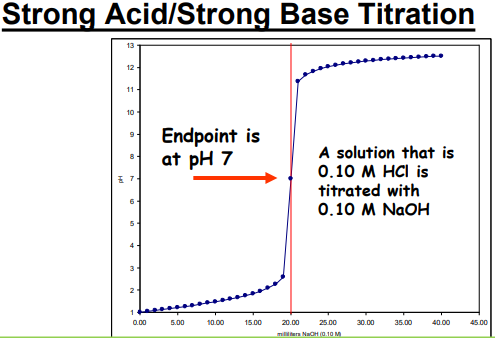 Strong Acid/Strong Base Titration
13
12
11
10
9
8
7
6
5
4
3
2
1
pH
Endpoint is
at pH 7
A solution that is
0.10 M HCl is
titrated with
0.10 M NaOH
0.00 5.00 10.00 15.00 20.00 25.00 30.00 35.00 40.00 45.00
milliliters NaOH (0.10 M)